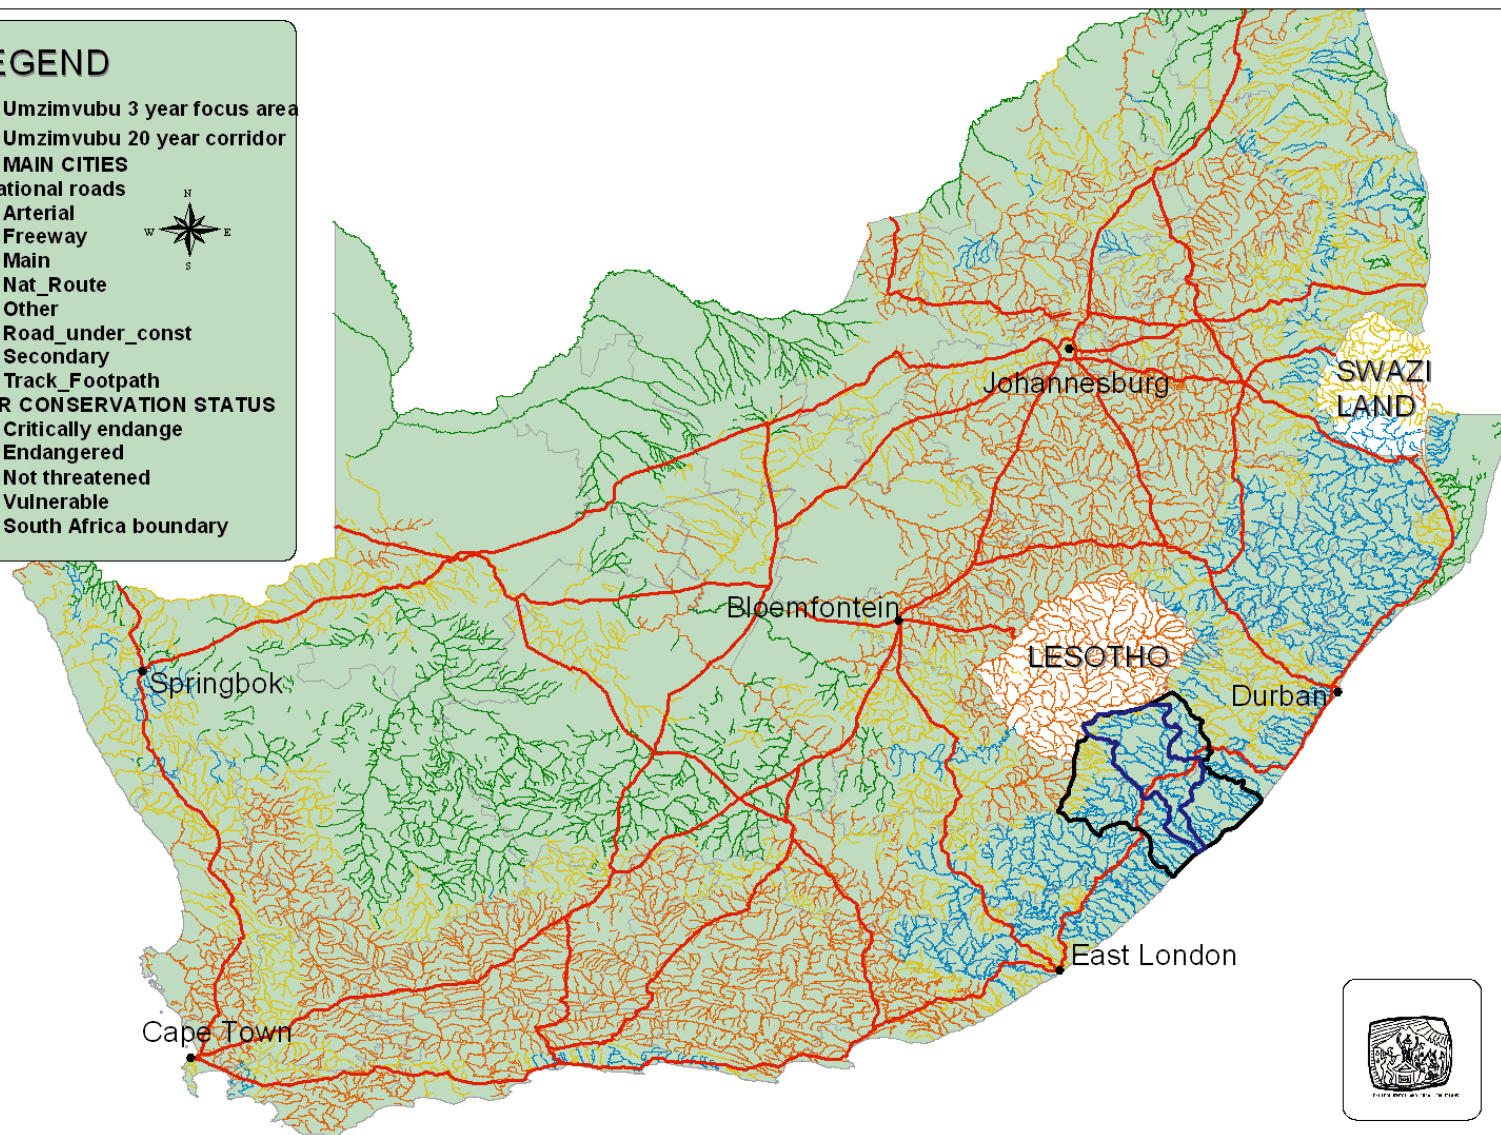 EGEND
Umzimvubu 3 year focus area
Umzimvubu 20 year corridor
MAIN CITIES
ational roads
Arterial
Freeway
Main
Nat_Route
Other
Road_under_const
Secondary
Track_Footpath
R CONSERVATION STATUS
Critically endange
Endangered
Not threatened
Vulnerable
South Africa boundary
N
W
E
S
Johannesburg
SWAZI
LAND
Bloemfontein
LESOTHO
Springbok
Durban
East London
Cape Town